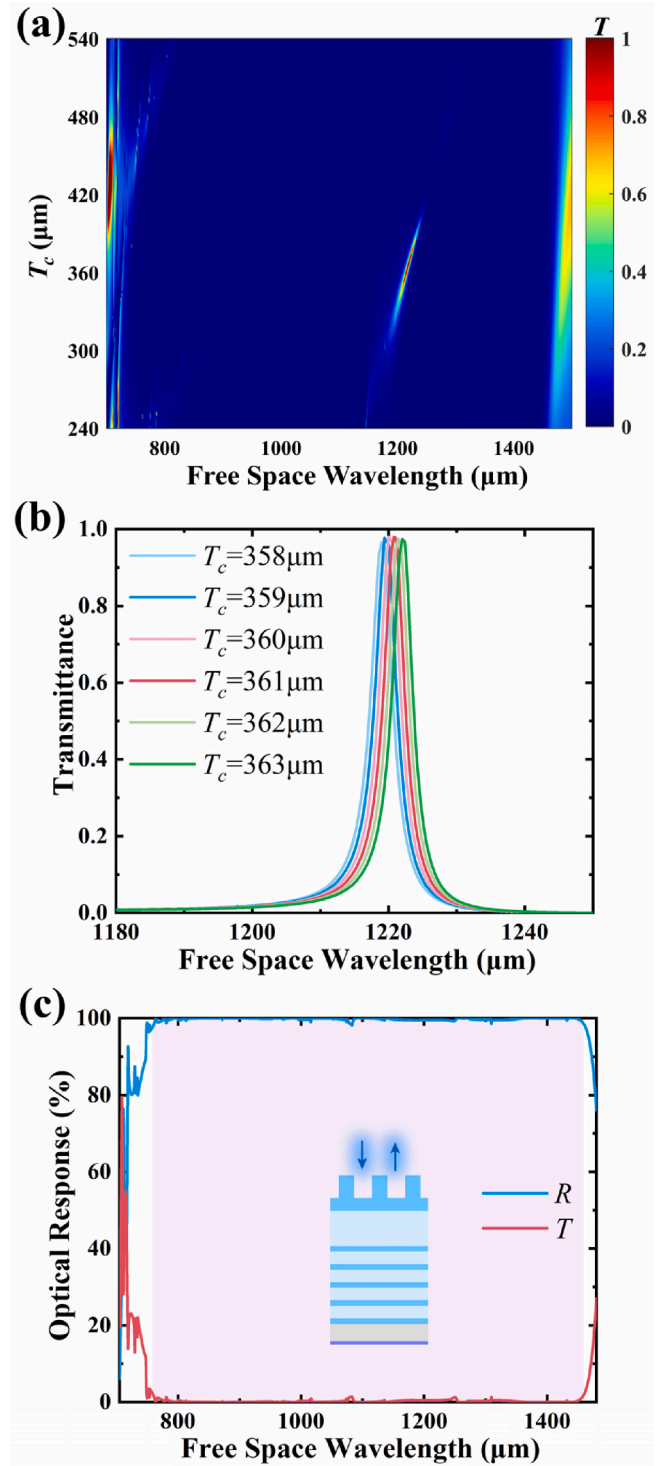 (a)
T
540
480
420
360
300
240
T_c (μm)
800 1000 1200 1400
Free Space Wavelength (μm)
1
0.8
0.6
0.4
0.2
0
(b)
1.0
0.8
0.6
0.4
0.2
0.0
Transmittance
T_c=358μm
T_c=359μm
T_c=360μm
T_c=361μm
T_c=362μm
T_c=363μm
1180 1200 1220 1240
Free Space Wavelength (μm)
(c)
100
80
60
40
20
0
Optical Response (%)
R
T
800 1000 1200 1400
Free Space Wavelength (μm)